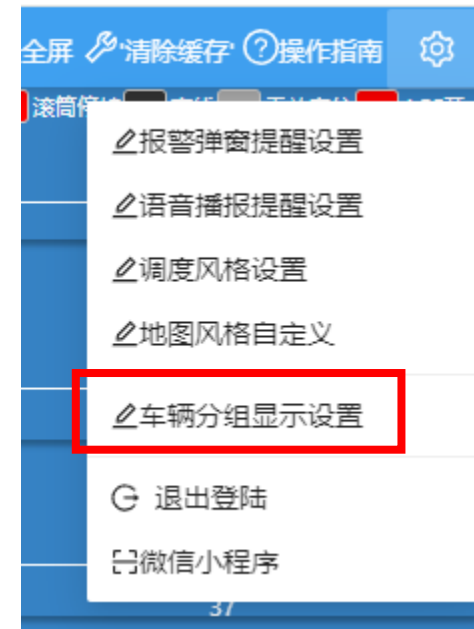 全屏 '清除缓存' 操作指南
滚筒
报警弹窗提醒设置
语音播报提醒设置
调度风格设置
地图风格自定义
车辆分组显示设置
退出登陆
微信小程序
37